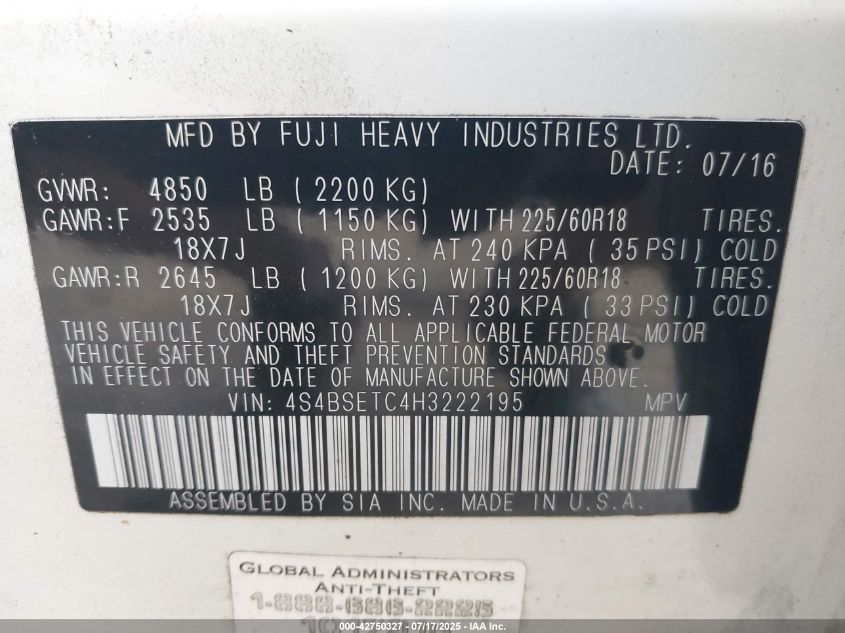 MFD BY FUJI HEAVY INDUSTRIES LTD.
DATE: 07/16
GVWR: 4850 LB ( 2200 KG)
GAWR:F 2535 LB ( 1150 KG) WITH 225/60R18 TIRES.
18X7J RIMS. AT 240 KPA ( 35 PSI) COLD
GAWR:R 2645 LB ( 1200 KG) WITH 225/60R18 TIRES.
18X7J RIMS. AT 230 KPA ( 33 PSI) COLD
THIS VEHICLE CONFORMS TO ALL APPLICABLE FEDERAL MOTOR
VEHICLE SAFETY AND THEFT PREVENTION STANDARDS
IN EFFECT ON THE DATE OF MANUFACTURE SHOWN ABOVE.
VIN: 4S4BSETC4H3222195 MPV
ASSEMBLED BY SIA INC. MADE IN U.S.A.
GLOBAL ADMINISTRATORS
ANTI-THEFT
1-888-686-2225
000-42750327 - 07/17/2025 - IAA Inc.